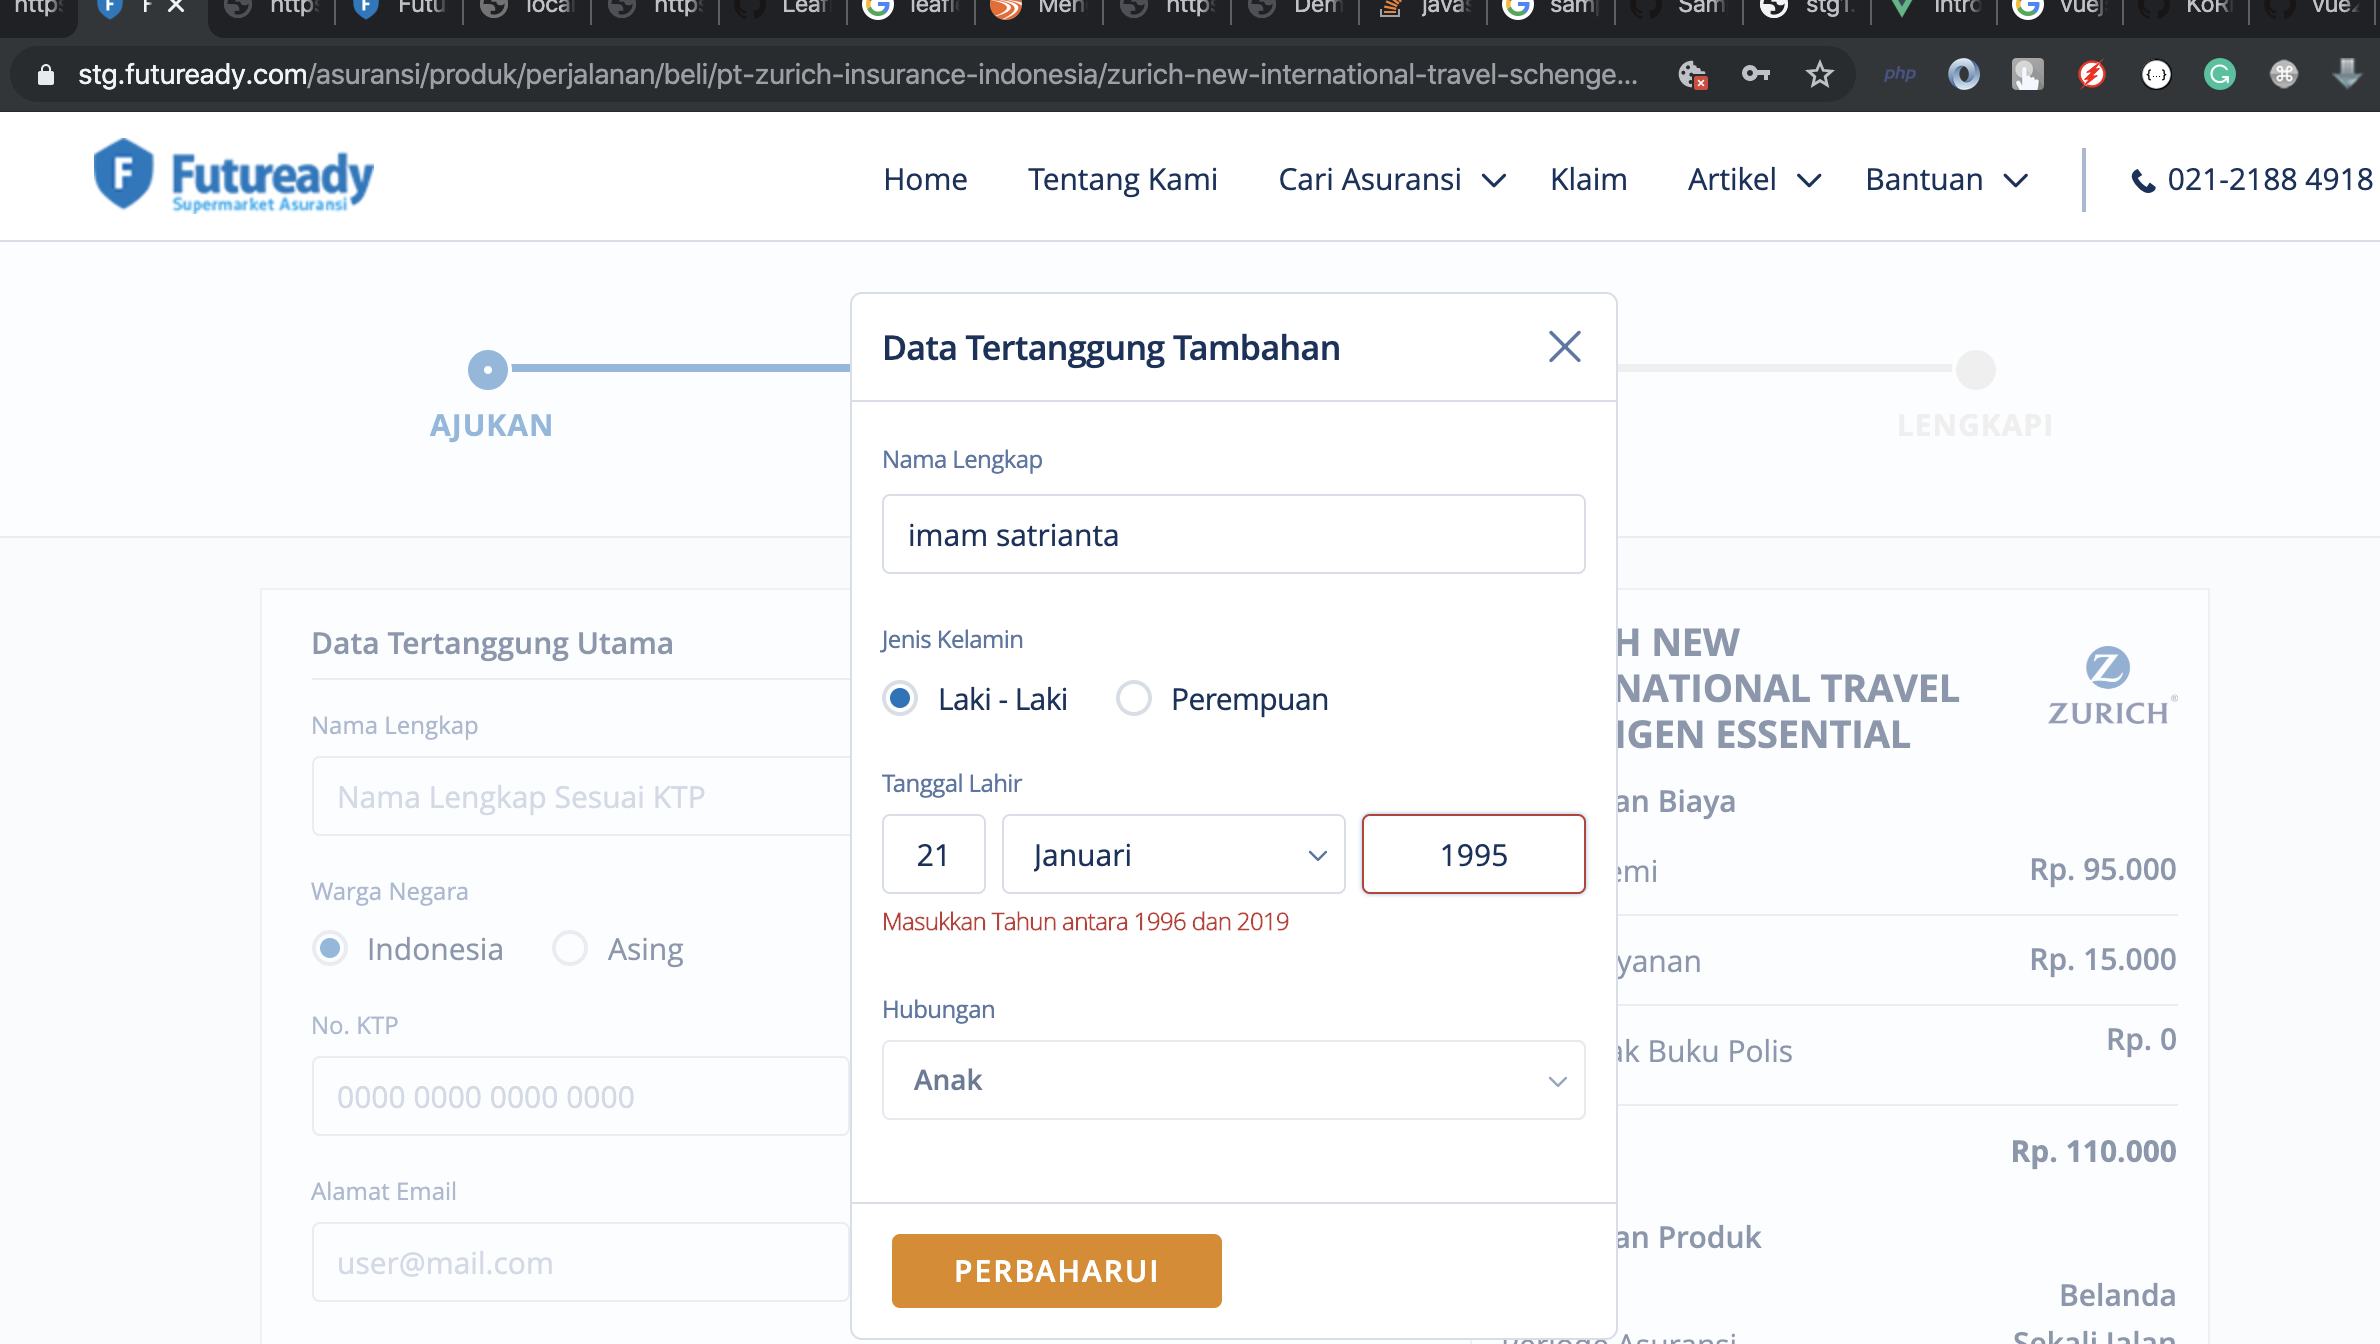 http
F
http
Futu
loca
http
Leaf
leafl
Men
http
Dem
javas
sam
Sam
stg1.
Intro
vuej
KoR
vue
stg.futuready.com/asuransi/produk/perjalanan/beli/pt-zurich-insurance-indonesia/zurich-new-international-travel-schenge...
php
Futuready
Supermarket Asuransi
Home
Tentang Kami
Cari Asuransi
Klaim
Artikel
Bantuan
021-2188 4918
AJUKAN
LENGKAPI
Data Tertanggung Tambahan
Nama Lengkap
imam satrianta
Jenis Kelamin
Laki - Laki
Perempuan
Tanggal Lahir
21
Januari
1995
Masukkan Tahun antara 1996 dan 2019
Hubungan
Anak
PERBAHARUI
Data Tertanggung Utama
Nama Lengkap
Nama Lengkap Sesuai KTP
Warga Negara
Indonesia
Asing
No. KTP
0000 0000 0000 0000
Alamat Email
user@mail.com
H NEW
NATIONAL TRAVEL
IGEN ESSENTIAL
ZURICH
an Biaya
emi
Rp. 95.000
yanan
Rp. 15.000
ak Buku Polis
Rp. 0
Rp. 110.000
an Produk
Belanda
Periode Asuransi
Sekali Jalan